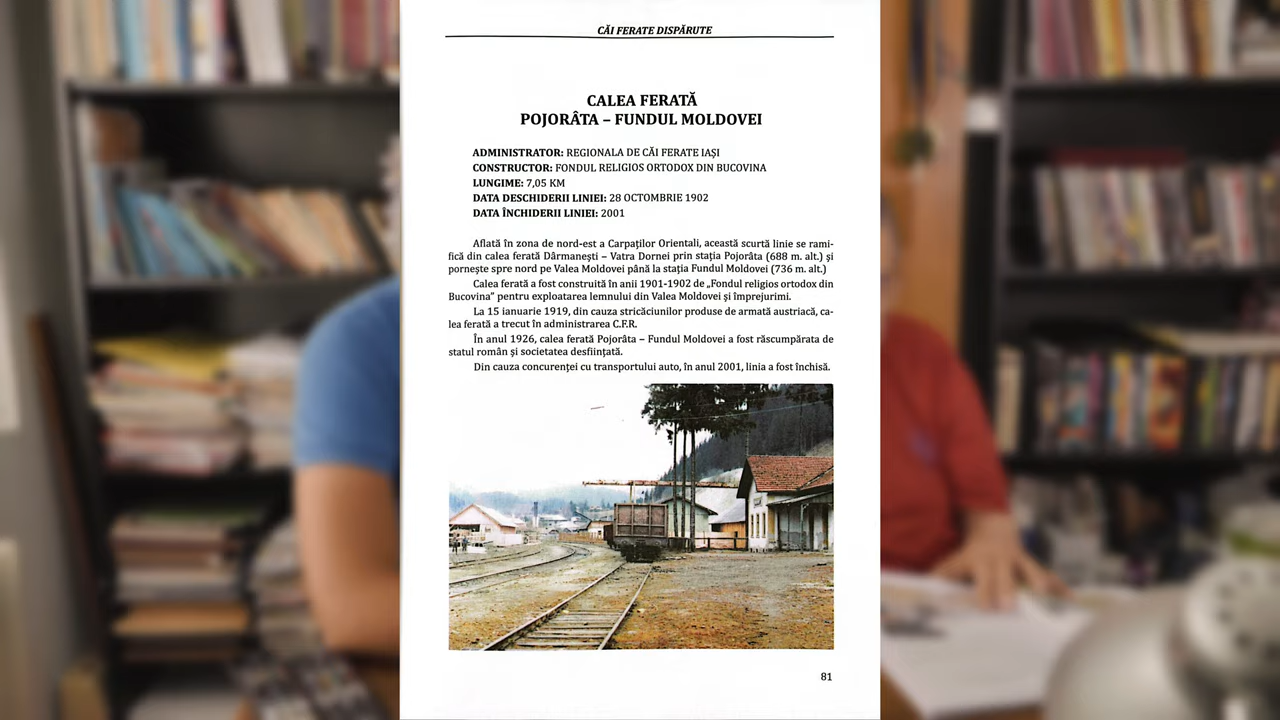 CĂI FERATE DISPĂRUTE
CALEA FERATĂ
POJORÂTA – FUNDUL MOLDOVEI
ADMINISTRATOR: REGIONALA DE CĂI FERATE IAȘI
CONSTRUCTOR: FONDUL RELIGIOS ORTODOX DIN BUCOVINA
LUNGIME: 7,05 KM
DATA DESCHIDERII LINIEI: 28 OCTOMBRIE 1902
DATA ÎNCHIDERII LINIEI: 2001
Aflată în zona de nord-est a Carpaților Orientali, această scurtă linie se rami-
fică din calea ferată Dărmanești – Vatra Dornei prin stația Pojorâta (688 m. alt.) și
pornește spre nord pe Valea Moldovei până la stația Fundul Moldovei (736 m. alt.)
Calea ferată a fost construită în anii 1901-1902 de „Fondul religios ortodox din
Bucovina” pentru exploatarea lemnului din Valea Moldovei și împrejurimi.
La 15 ianuarie 1919, din cauza stricăciunilor produse de armată austriacă, ca-
lea ferată a trecut în administrarea C.F.R.
În anul 1926, calea ferată Pojorâta – Fundul Moldovei a fost răscumpărata de
statul român și societatea desființată.
Din cauza concurenței cu transportului auto, în anul 2001, linia a fost închisă.
81